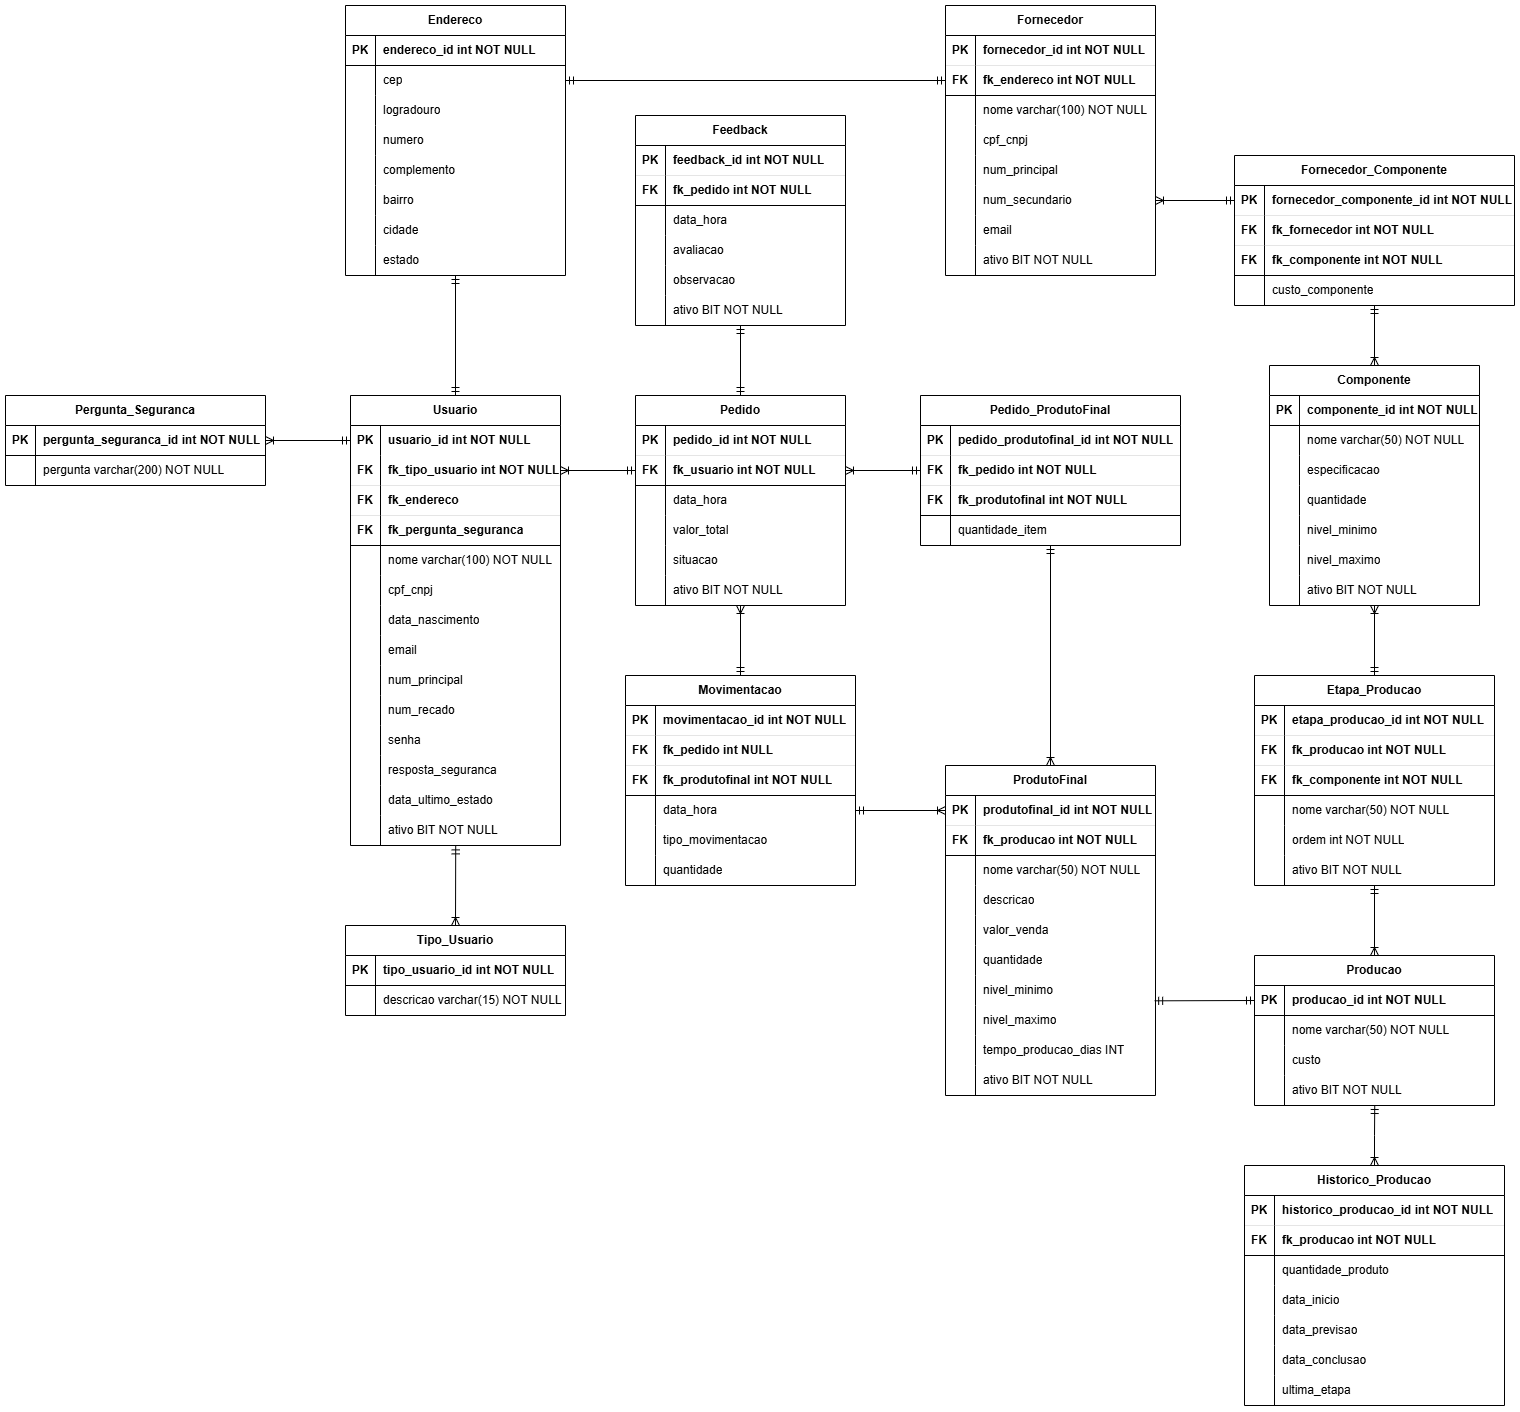 Endereco
PK endereco_id int NOT NULL
cep
logradouro
numero
complemento
bairro
cidade
estado
Fornecedor
PK fornecedor_id int NOT NULL
FK fk_endereco int NOT NULL
nome varchar(100) NOT NULL
cpf_cnpj
num_principal
num_secundario
email
ativo BIT NOT NULL
Feedback
PK feedback_id int NOT NULL
FK fk_pedido int NOT NULL
data_hora
avaliacao
observacao
ativo BIT NOT NULL
Fornecedor_Componente
PK fornecedor_componente_id int NOT NULL
FK fk_fornecedor int NOT NULL
FK fk_componente int NOT NULL
custo_componente
Pergunta_Seguranca
PK pergunta_seguranca_id int NOT NULL
pergunta varchar(200) NOT NULL
Usuario
PK usuario_id int NOT NULL
FK fk_tipo_usuario int NOT NULL
FK fk_endereco
FK fk_pergunta_seguranca
nome varchar(100) NOT NULL
cpf_cnpj
data_nascimento
email
num_principal
num_recado
senha
resposta_seguranca
data_ultimo_estado
ativo BIT NOT NULL
Pedido
PK pedido_id int NOT NULL
FK fk_usuario int NOT NULL
data_hora
valor_total
situacao
ativo BIT NOT NULL
Pedido_ProdutoFinal
PK pedido_produtofinal_id int NOT NULL
FK fk_pedido int NOT NULL
FK fk_produtofinal int NOT NULL
quantidade_item
Componente
PK componente_id int NOT NULL
nome varchar(50) NOT NULL
especificacao
quantidade
nivel_minimo
nivel_maximo
ativo BIT NOT NULL
Movimentacao
PK movimentacao_id int NOT NULL
FK fk_pedido int NULL
FK fk_produtofinal int NOT NULL
data_hora
tipo_movimentacao
quantidade
Etapa_Producao
PK etapa_producao_id int NOT NULL
FK fk_producao int NOT NULL
FK fk_componente int NOT NULL
nome varchar(50) NOT NULL
ordem int NOT NULL
ativo BIT NOT NULL
ProdutoFinal
PK produtofinal_id int NOT NULL
FK fk_producao int NOT NULL
nome varchar(50) NOT NULL
descricao
valor_venda
quantidade
nivel_minimo
nivel_maximo
tempo_producao_dias INT
ativo BIT NOT NULL
Tipo_Usuario
PK tipo_usuario_id int NOT NULL
descricao varchar(15) NOT NULL
Producao
PK producao_id int NOT NULL
nome varchar(50) NOT NULL
custo
ativo BIT NOT NULL
Historico_Producao
PK historico_producao_id int NOT NULL
FK fk_producao int NOT NULL
quantidade_produto
data_inicio
data_previsao
data_conclusao
ultima_etapa